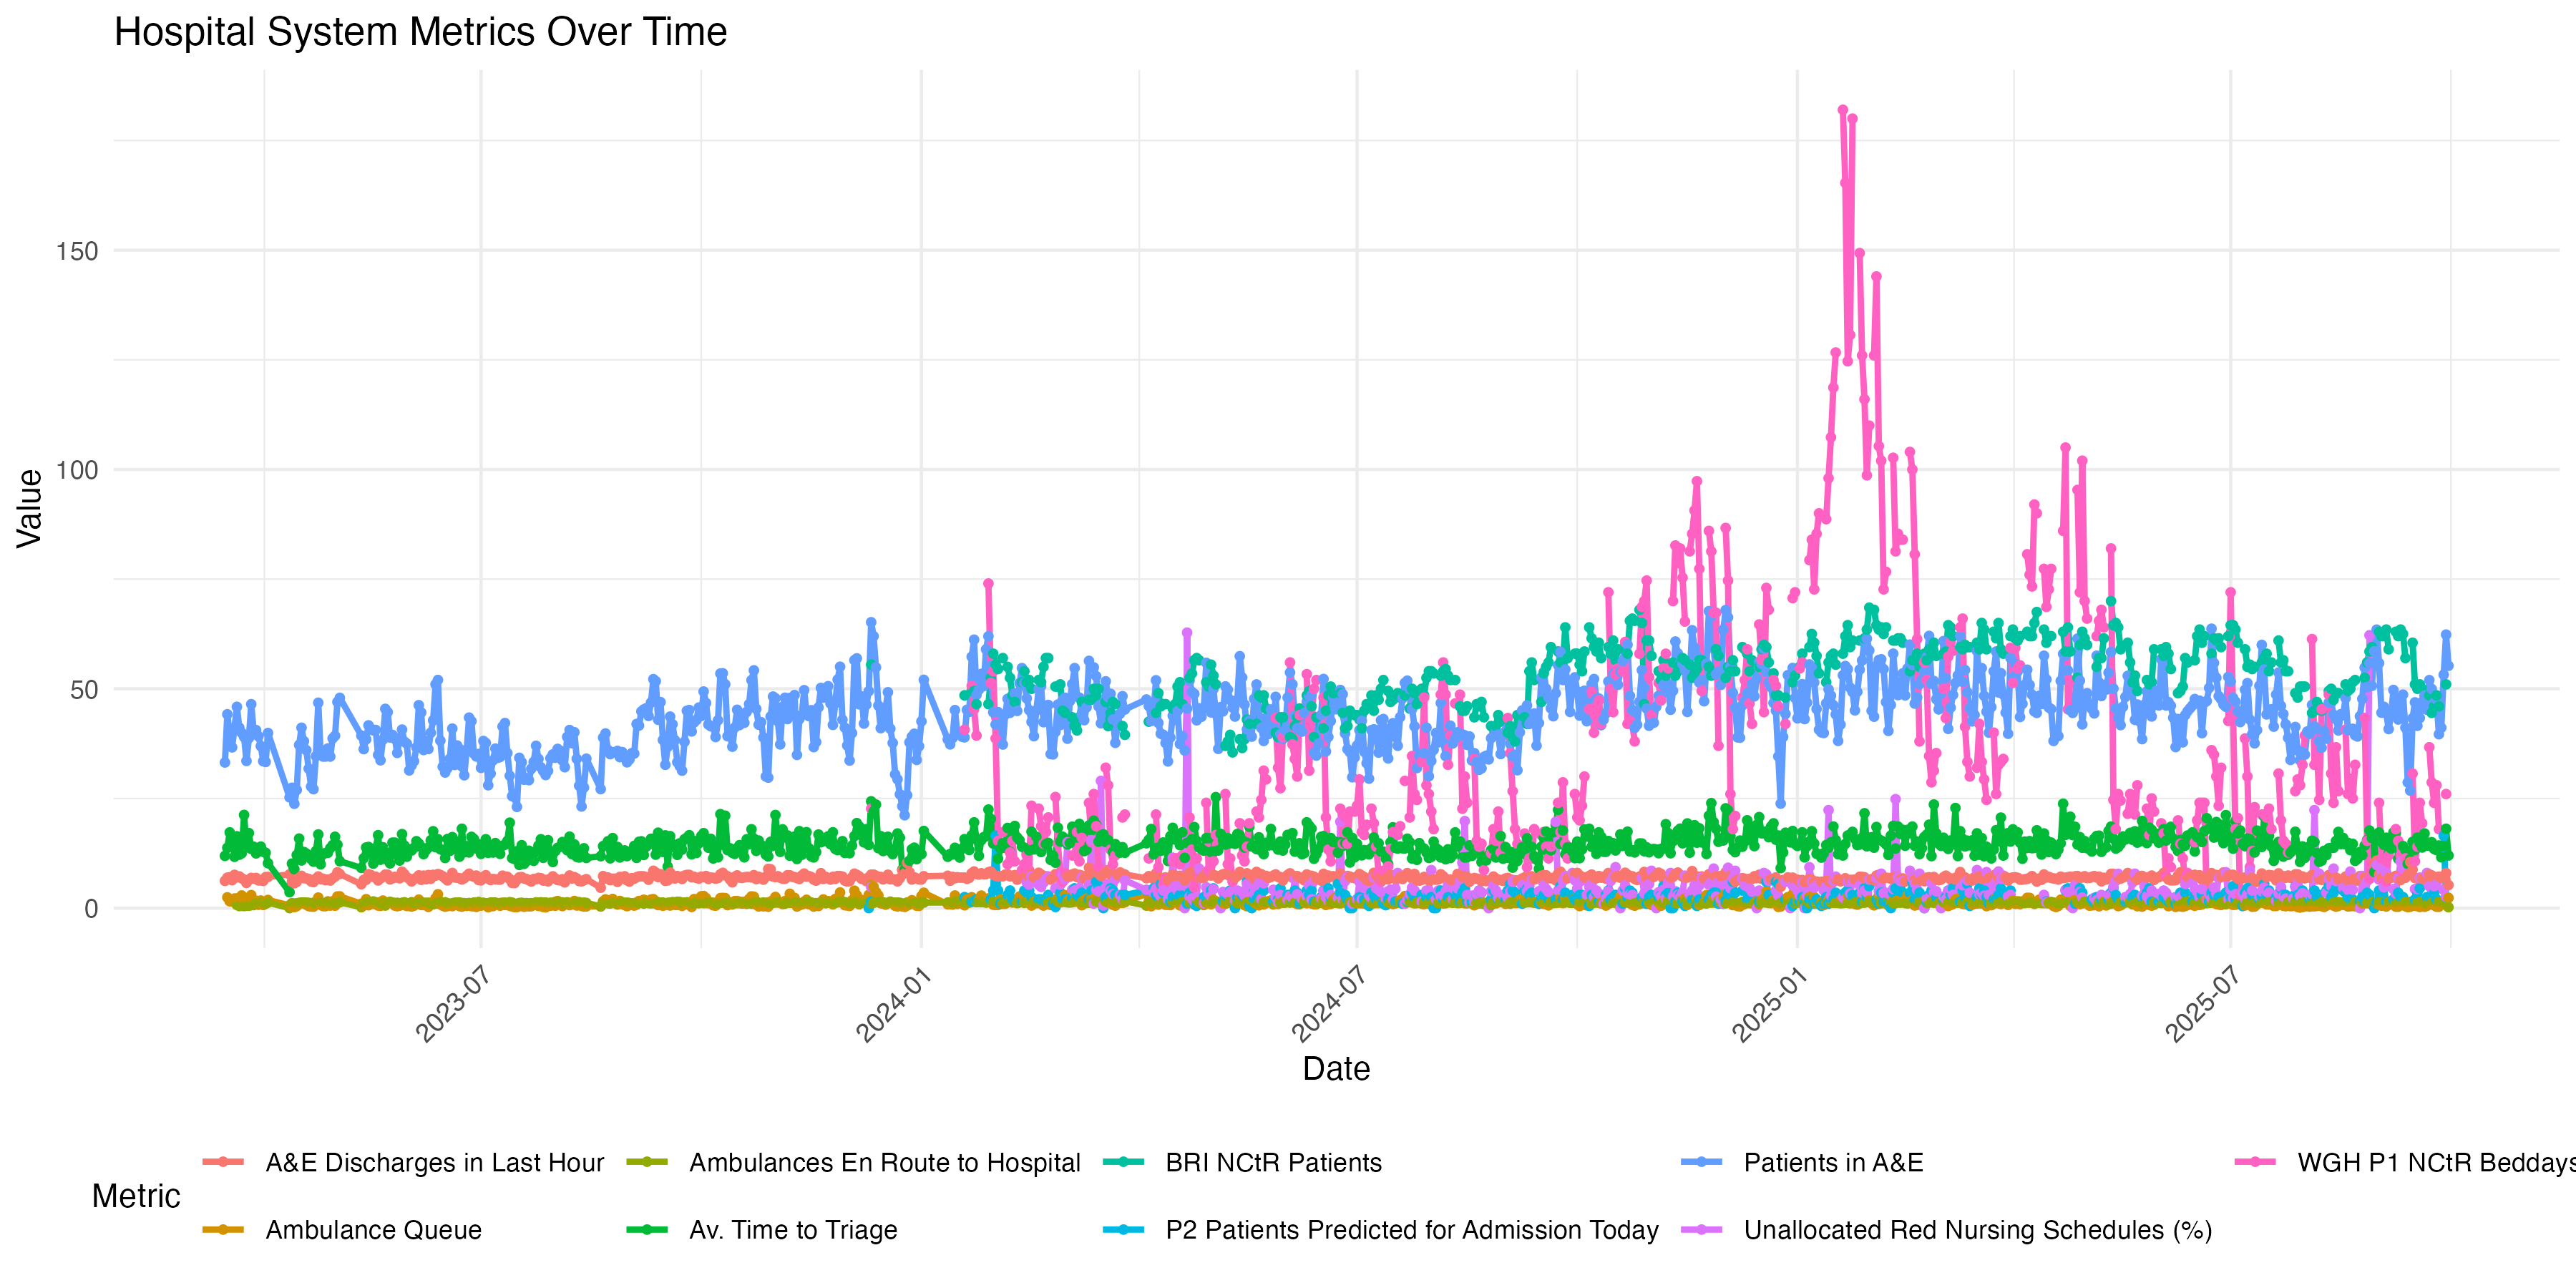 Hospital System Metrics Over Time
Value
150
100
50
0
2023-07
2024-01
2024-07
2025-01
2025-07
Date
Metric
A&E Discharges in Last Hour
Ambulances En Route to Hospital
BRI NCtR Patients
Patients in A&E
WGH P1 NCtR Beddays
Ambulance Queue
Av. Time to Triage
P2 Patients Predicted for Admission Today
Unallocated Red Nursing Schedules (%)